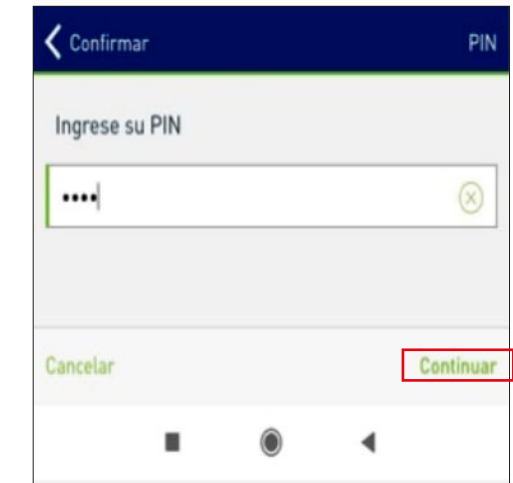 Confirmar PIN
Ingrese su PIN
••••
Cancelar Continuar